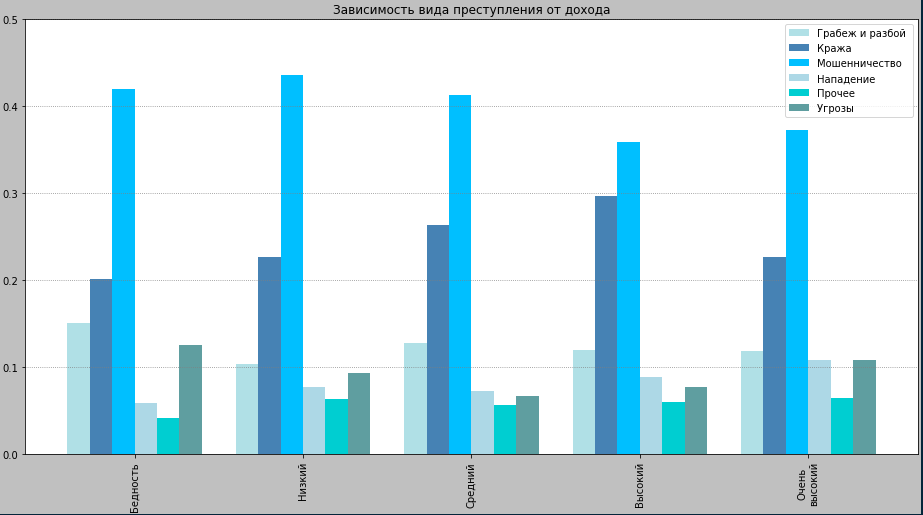 Зависимость вида преступления от дохода
0.5
0.4
0.3
0.2
0.1
0.0
Грабеж и разбой
Кража
Мошенничество
Нападение
Прочее
Угрозы
Бедность
Низкий
Средний
Высокий
Очень
высокий